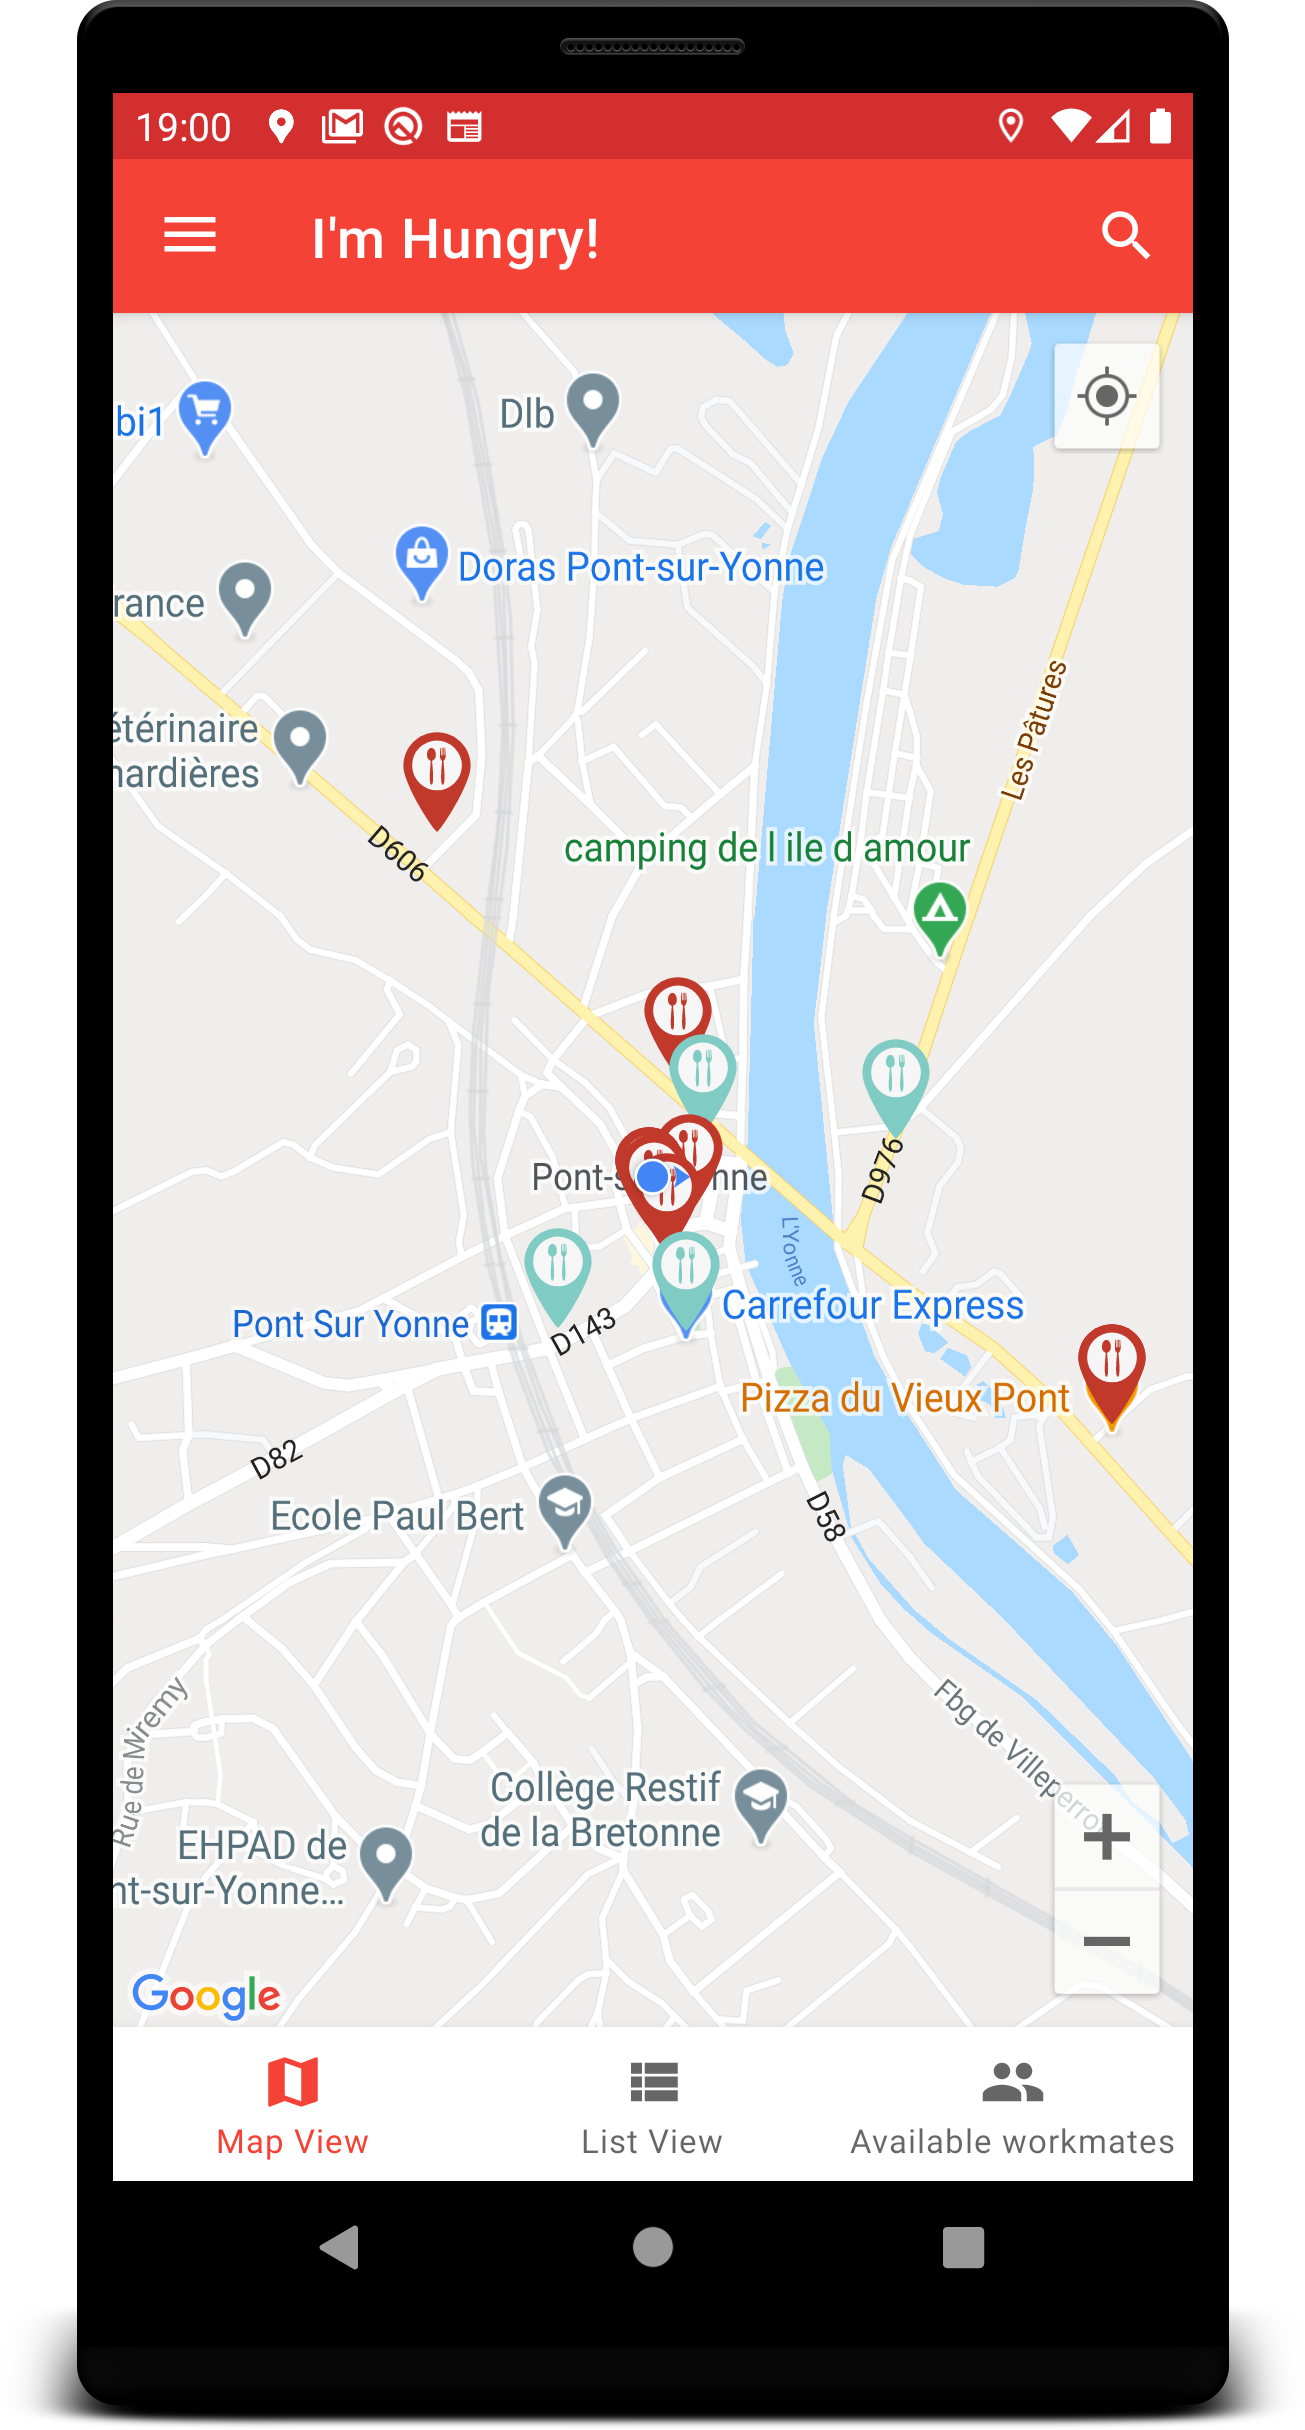 19:00
I'm Hungry!
bi1
Dlb
Doras Pont-sur-Yonne
rance
étérinaire
nardières
Les Pâtures
D606
camping de l ile d amour
Pont-s nne
D976
L'Yonne
Pont Sur Yonne
D143
Carrefour Express
Pizza du Vieux Pont
D82
Ecole Paul Bert
D58
Rue de Miremy
Fbg de Villeperrot
Collège Restif
de la Bretonne
EHPAD de
nt-sur-Yonne...
Google
Map View
List View
Available workmates